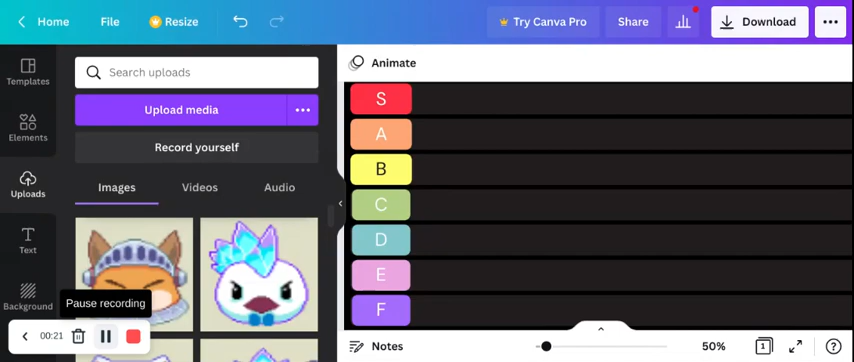 Home File Resize Try Canva Pro Share Download
Templates
Elements
Uploads
Text
Background
Search uploads
Upload media
Record yourself
Images Videos Audio
Pause recording
00:21
Animate
S
A
B
C
D
E
F
Notes 50% 1 ?